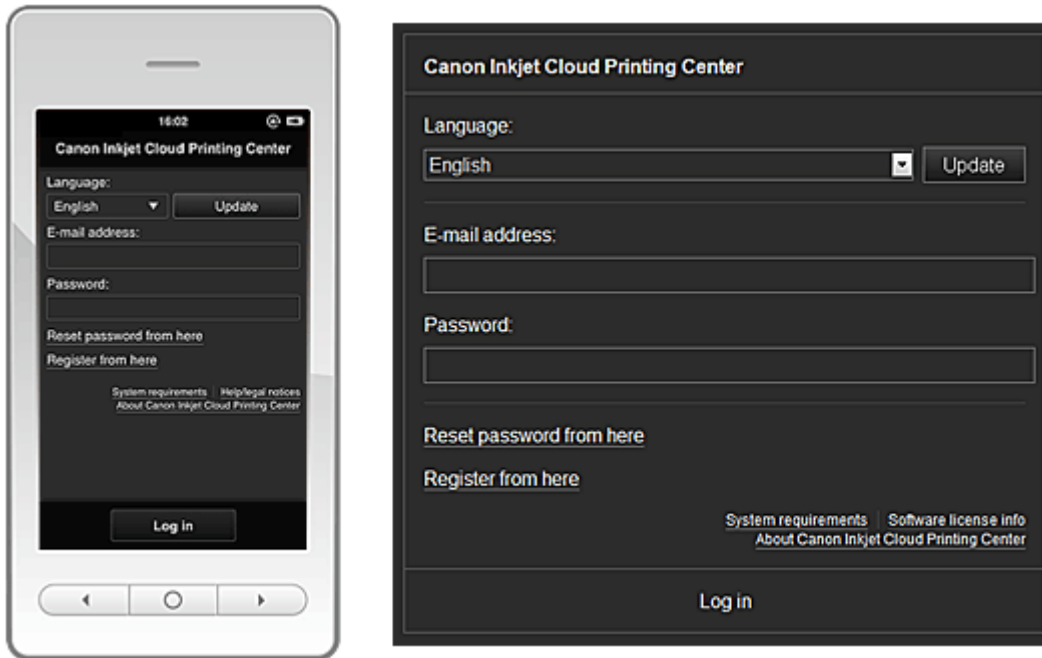 16:02
Canon Inkjet Cloud Printing Center
Language:
English Update
E-mail address:
Password:
Reset password from here
Register from here
System requirements Help/legal notices
About Canon Inkjet Cloud Printing Center
Log in
Canon Inkjet Cloud Printing Center
Language:
English Update
E-mail address:
Password:
Reset password from here
Register from here
System requirements Software license info
About Canon Inkjet Cloud Printing Center
Log in